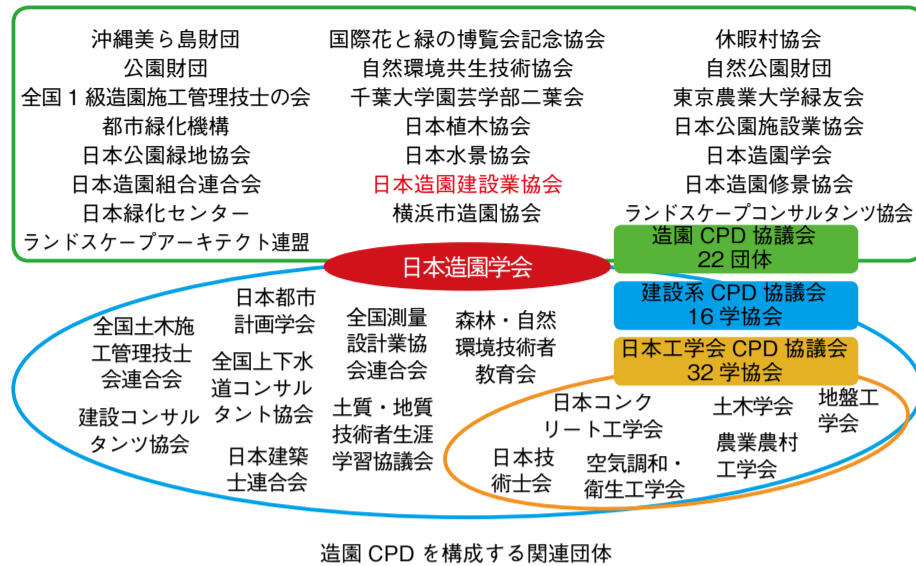 沖縄美ら島財団
公園財団
全国1級造園施工管理技士の会
都市緑化機構
日本公園緑地協会
日本造園組合連合会
日本緑化センター
ランドスケープアーキテクト連盟
国際花と緑の博覧会記念協会
自然環境共生技術協会
千葉大学園芸学部二葉会
日本植木協会
日本水景協会
日本造園建設業協会
横浜市造園協会
休暇村協会
自然公園財団
東京農業大学緑友会
日本公園施設業協会
日本造園学会
日本造園修景協会
ランドスケープコンサルタンツ協会
造園 CPD 協議会
22 団体
日本造園学会
建設系 CPD 協議会
16 学協会
日本工学会 CPD 協議会
32 学協会
全国土木施
工管理技士
会連合会
建設コンサル
タンツ協会
日本都市
計画学会
全国上下水
道コンサル
タント協会
日本建築
士連合会
全国測量
設計業協
会連合会
土質・地質
技術者生涯
学習協議会
森林・自然
環境技術者
教育会
日本コンク
リート工学会
日本技
術士会
空気調和・
衛生工学会
土木学会
農業農村
工学会
地盤工
学会
造園 CPD を構成する関連団体